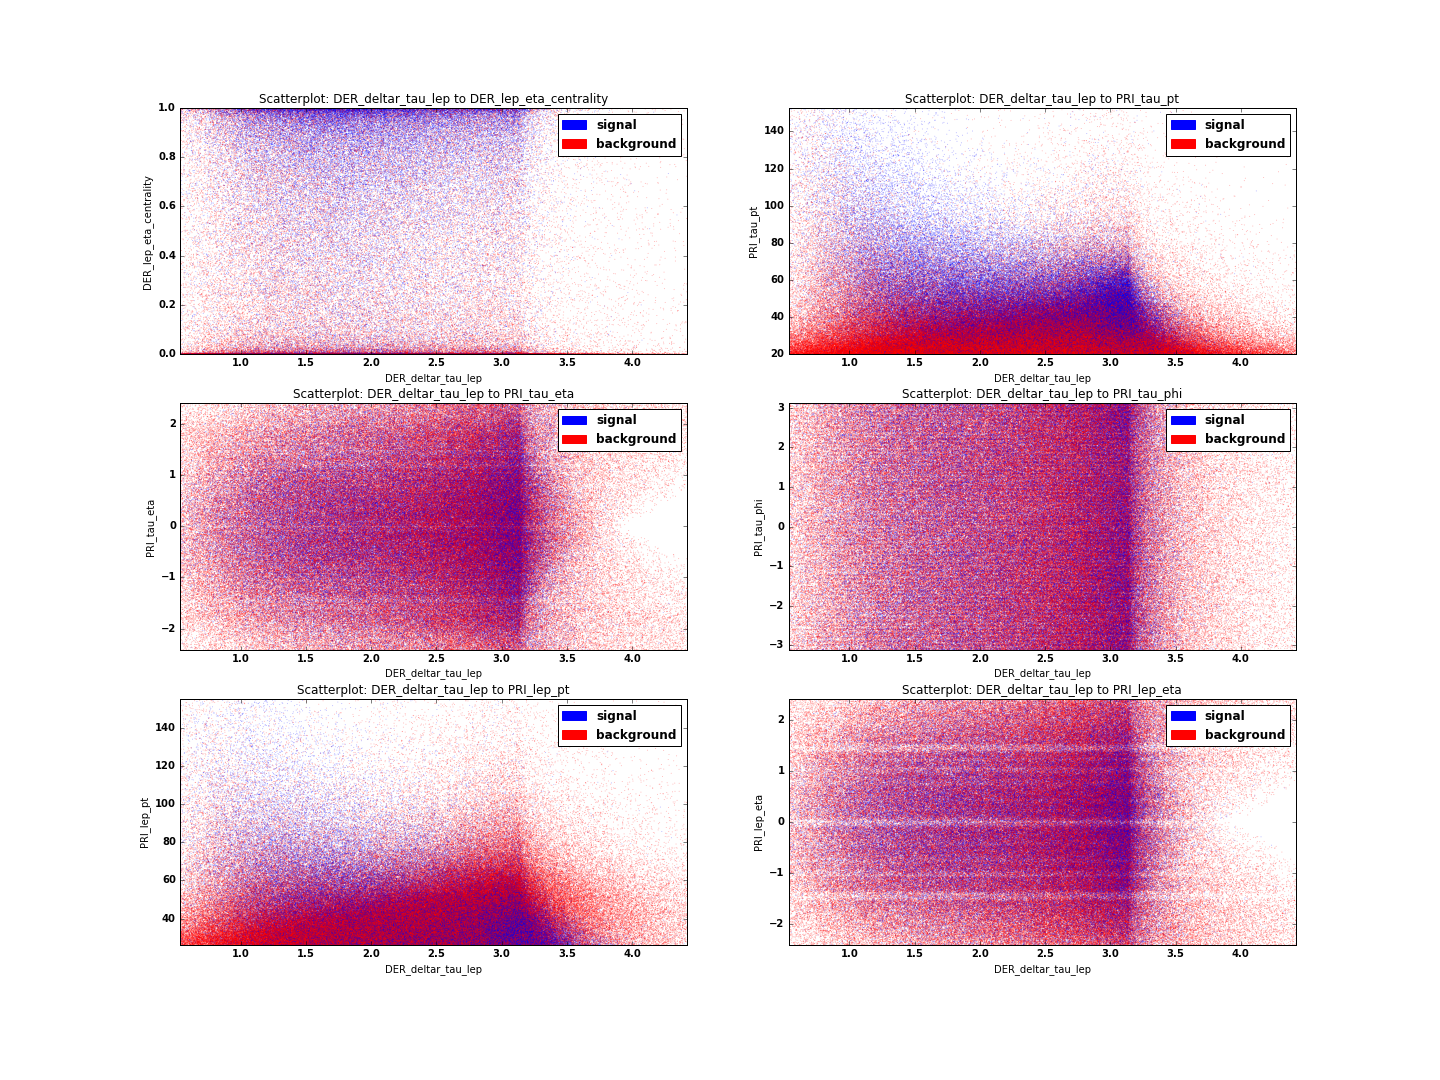 Scatterplot: DER_deltar_tau_lep to DER_lep_eta_centrality
1.0
0.8
0.6
0.4
0.2
0.0
DER_lep_eta_centrality
signal
background
1.0 1.5 2.0 2.5 3.0 3.5 4.0
DER_deltar_tau_lep
Scatterplot: DER_deltar_tau_lep to PRI_tau_pt
140
120
100
80
60
40
20
PRI_tau_pt
signal
background
1.0 1.5 2.0 2.5 3.0 3.5 4.0
DER_deltar_tau_lep
Scatterplot: DER_deltar_tau_lep to PRI_tau_eta
2
1
0
−1
−2
PRI_tau_eta
signal
background
1.0 1.5 2.0 2.5 3.0 3.5 4.0
DER_deltar_tau_lep
Scatterplot: DER_deltar_tau_lep to PRI_tau_phi
3
2
1
0
−1
−2
−3
PRI_tau_phi
signal
background
1.0 1.5 2.0 2.5 3.0 3.5 4.0
DER_deltar_tau_lep
Scatterplot: DER_deltar_tau_lep to PRI_lep_pt
140
120
100
80
60
40
PRI_lep_pt
signal
background
1.0 1.5 2.0 2.5 3.0 3.5 4.0
DER_deltar_tau_lep
Scatterplot: DER_deltar_tau_lep to PRI_lep_eta
2
1
0
−1
−2
PRI_lep_eta
signal
background
1.0 1.5 2.0 2.5 3.0 3.5 4.0
DER_deltar_tau_lep